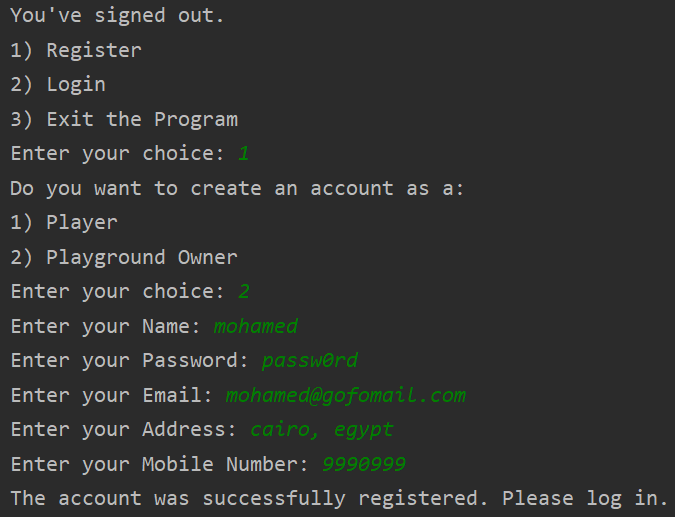 You've signed out.
1) Register
2) Login
3) Exit the Program
Enter your choice: 1
Do you want to create an account as a:
1) Player
2) Playground Owner
Enter your choice: 2
Enter your Name: mohamed
Enter your Password: passw0rd
Enter your Email: mohamed@gofomail.com
Enter your Address: cairo, egypt
Enter your Mobile Number: 9990999
The account was successfully registered. Please log in.